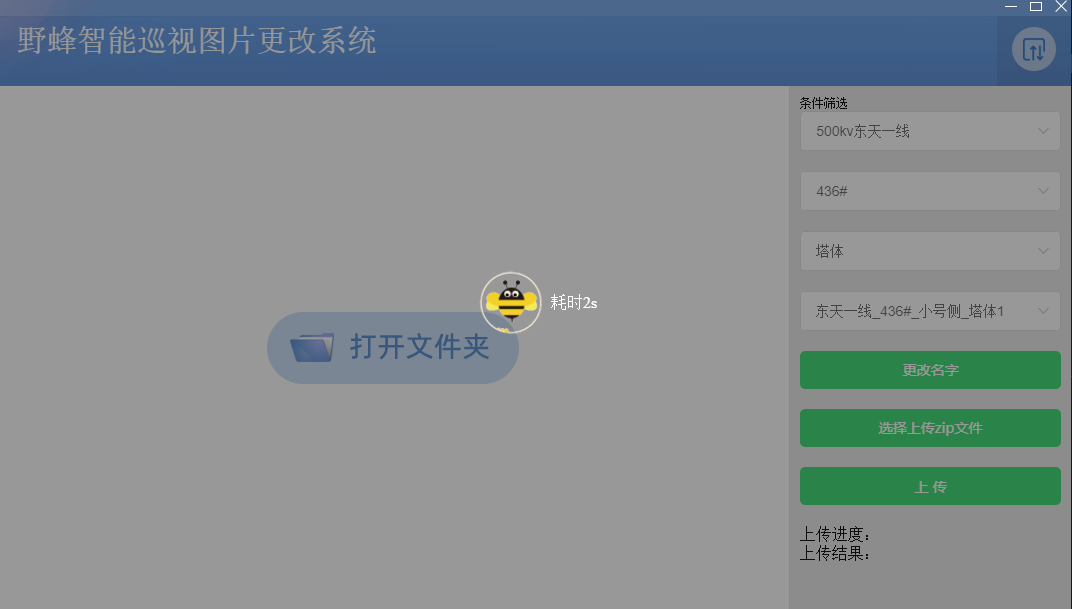 野蜂智能巡视图片更改系统
条件筛选
500kv东天一线
436#
塔体
东天一线_436#_小号侧_塔体1
耗时2s
打开文件夹
更改名字
选择上传zip文件
上 传
上传进度：
上传结果：